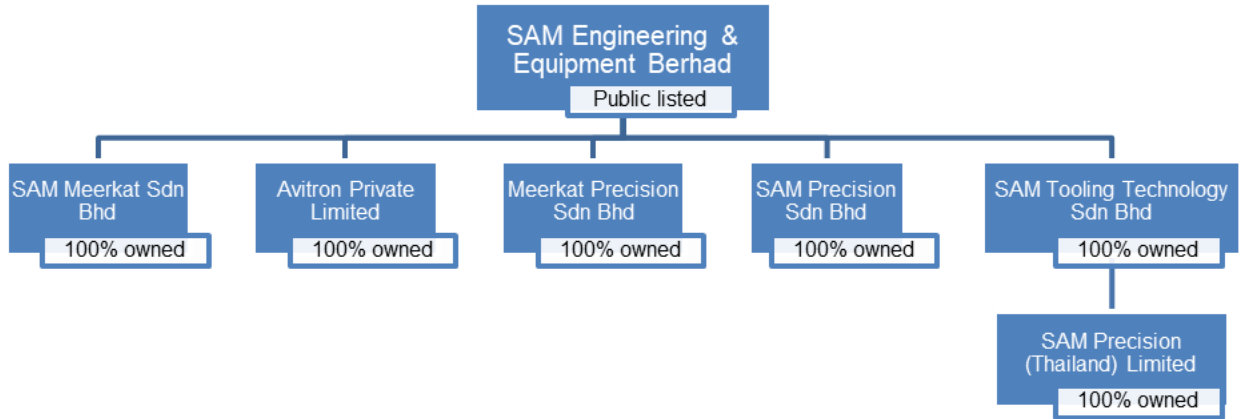 SAM Engineering &
Equipment Berhad
Public listed
SAM Meerkat Sdn
Bhd
100% owned
Avitron Private
Limited
100% owned
Meerkat Precision
Sdn Bhd
100% owned
SAM Precision
Sdn Bhd
100% owned
SAM Tooling Technology
Sdn Bhd
100% owned
SAM Precision
(Thailand) Limited
100% owned